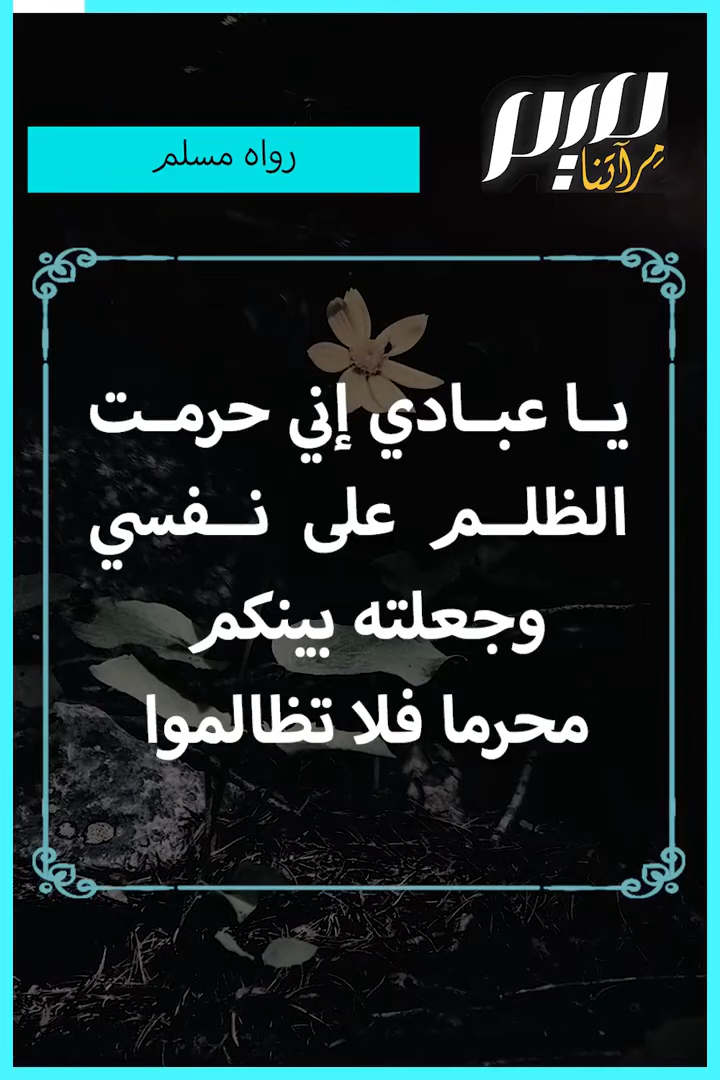 رواه مسلم
مرآتنا
يا عبادي إني حرمت
الظلم على نفسي
وجعلته بينكم
محرما فلا تظالموا